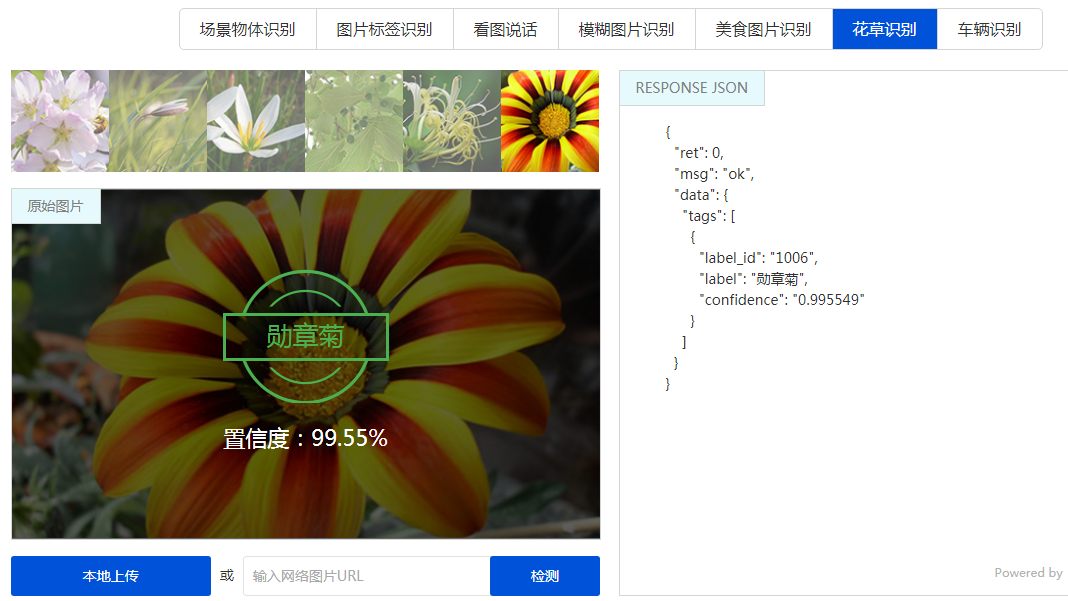 场景物体识别 图片标签识别 看图说话 模糊图片识别 美食图片识别 花草识别 车辆识别
原始图片
勋章菊
置信度：99.55%
本地上传 或 输入网络图片URL 检测
RESPONSE JSON
{
"ret": 0,
"msg": "ok",
"data": {
"tags": [
{
"label_id": "1006",
"label": "勋章菊",
"confidence": "0.995549"
}
]
}
}
Powered by